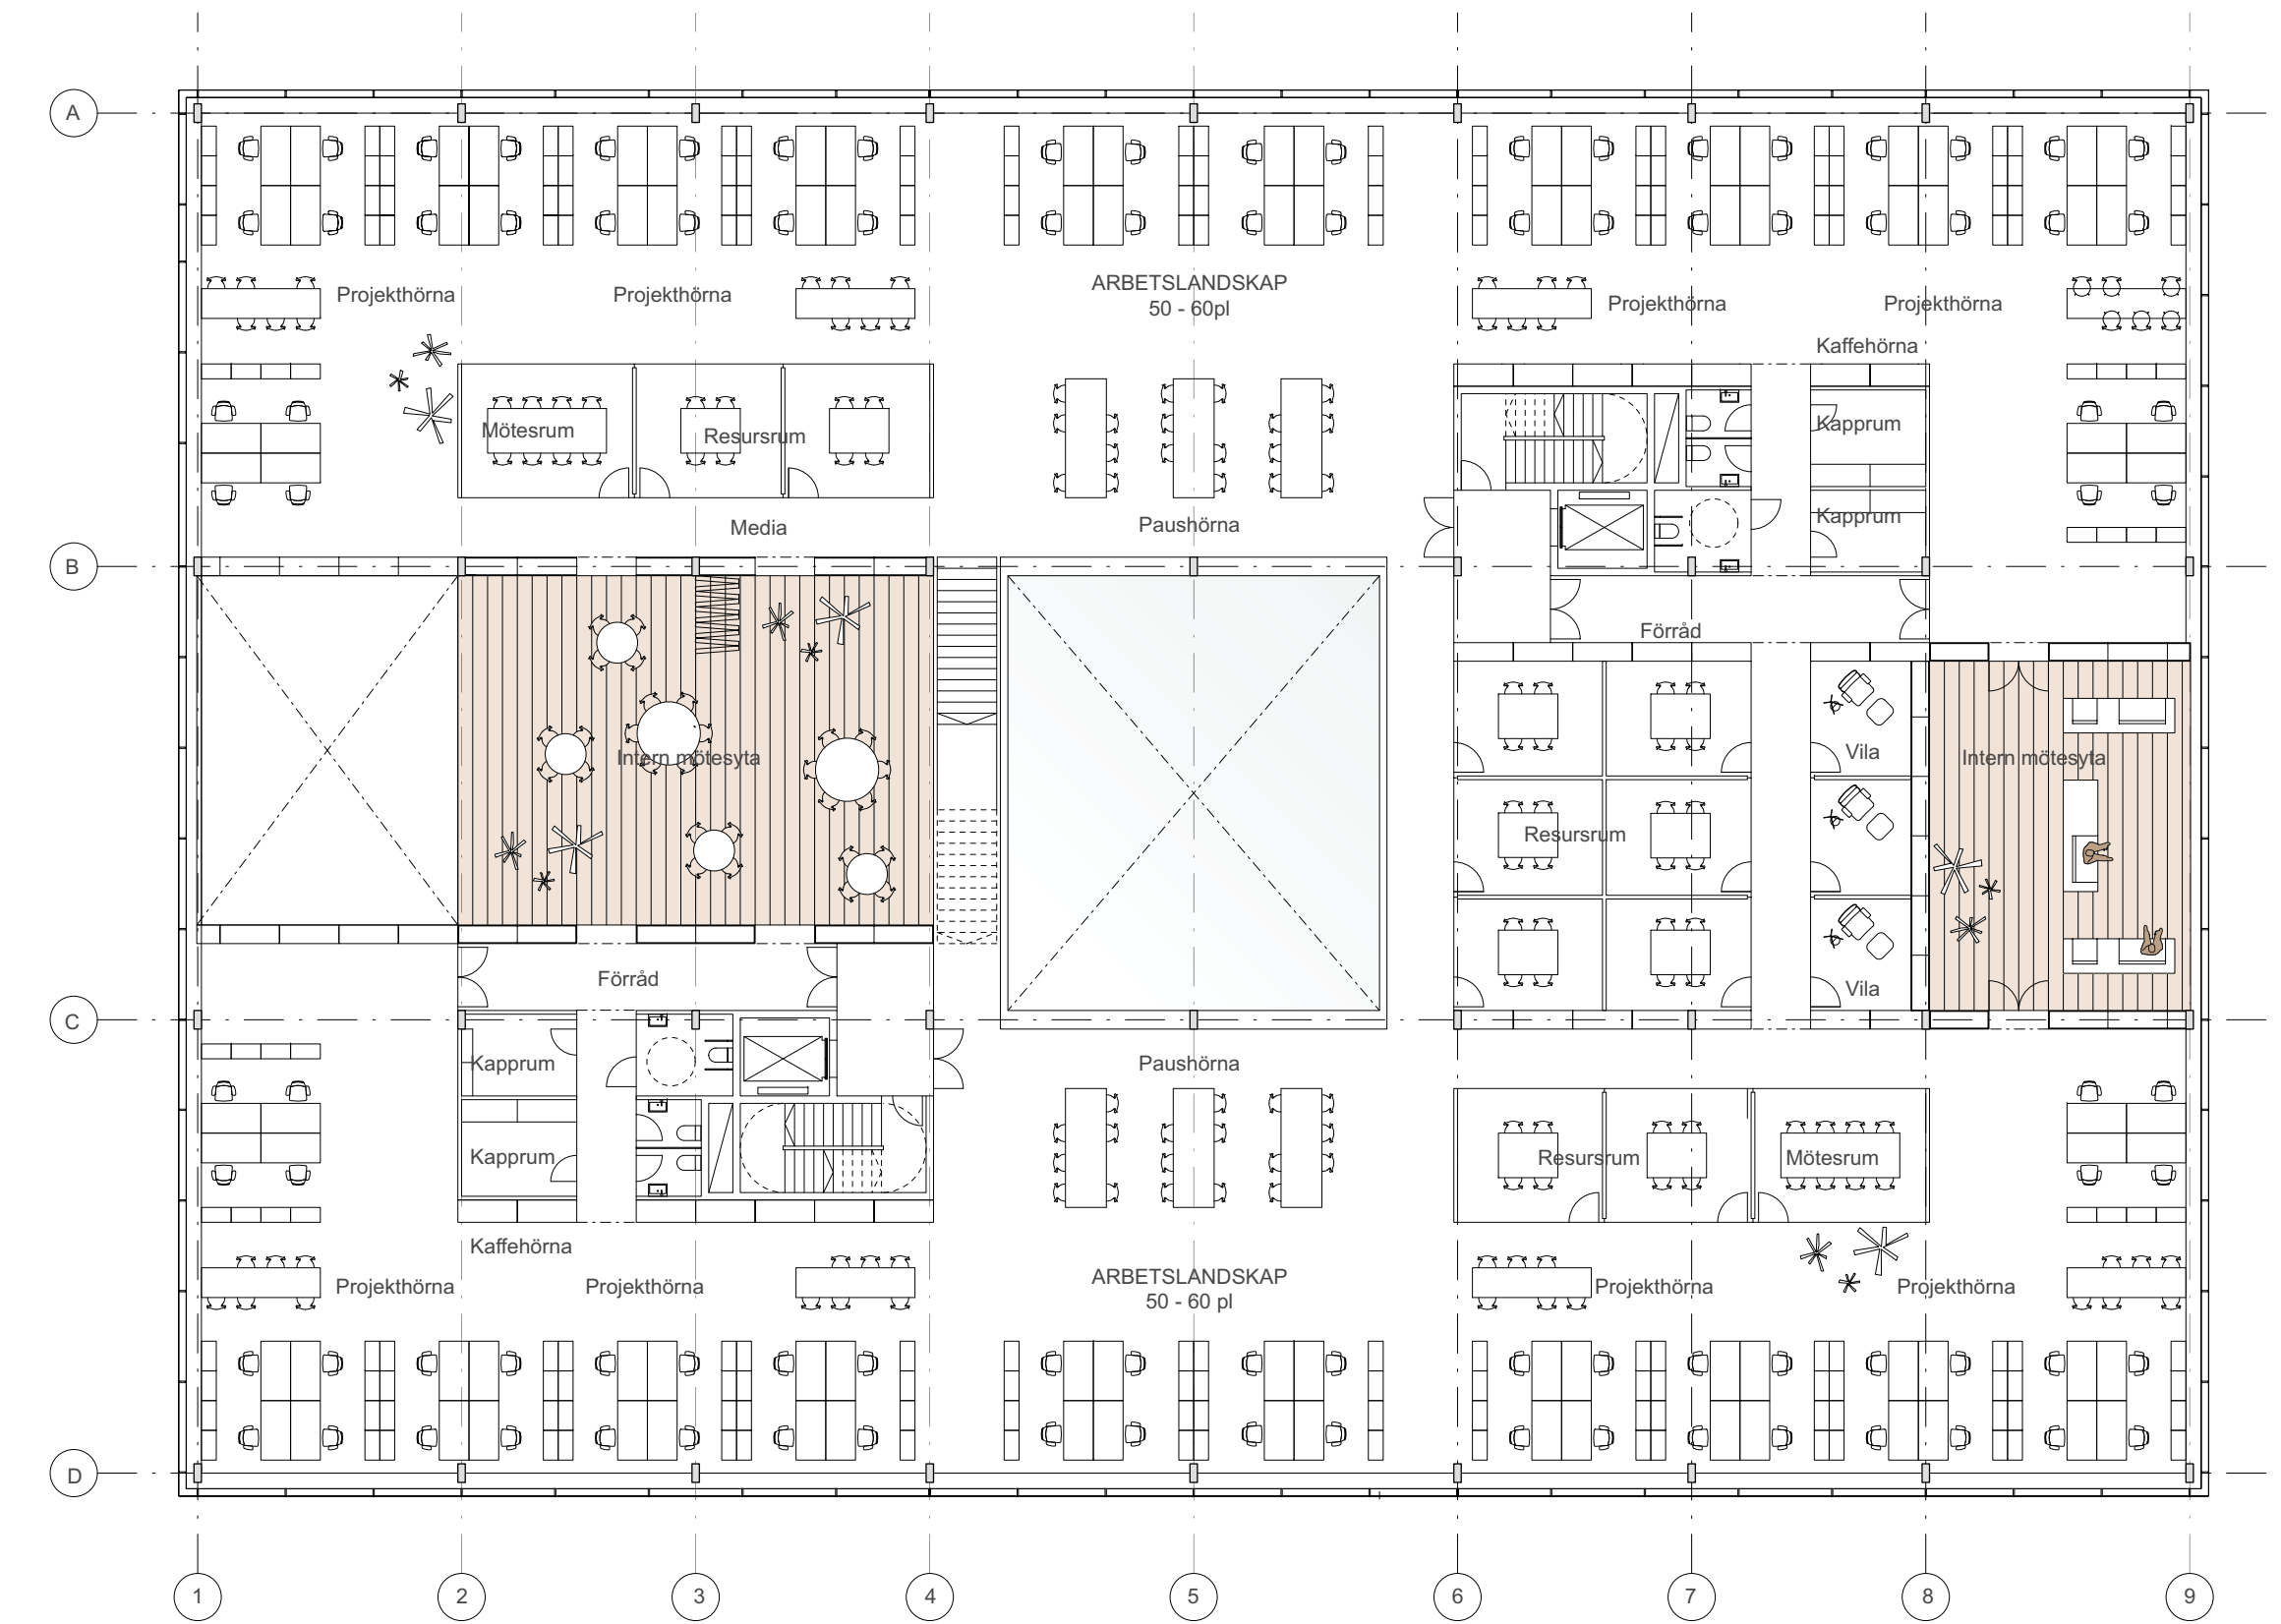 A
Projekthörna
Projekthörna
ARBETSLANDSKAP
50 - 60pl
Projekthörna
Projekthörna
Kaffehörna
Mötesrum
Resursrum
Kapprum
Media
Paushörna
Kapprum
B
Förråd
Intern mötesyta
Vila
Intern mötesyta
Resursrum
Förråd
Vila
C
Kapprum
Paushörna
Kapprum
Resursrum
Mötesrum
Kaffehörna
Projekthörna
Projekthörna
ARBETSLANDSKAP
50 - 60 pl
Projekthörna
Projekthörna
D
1 2 3 4 5 6 7 8 9